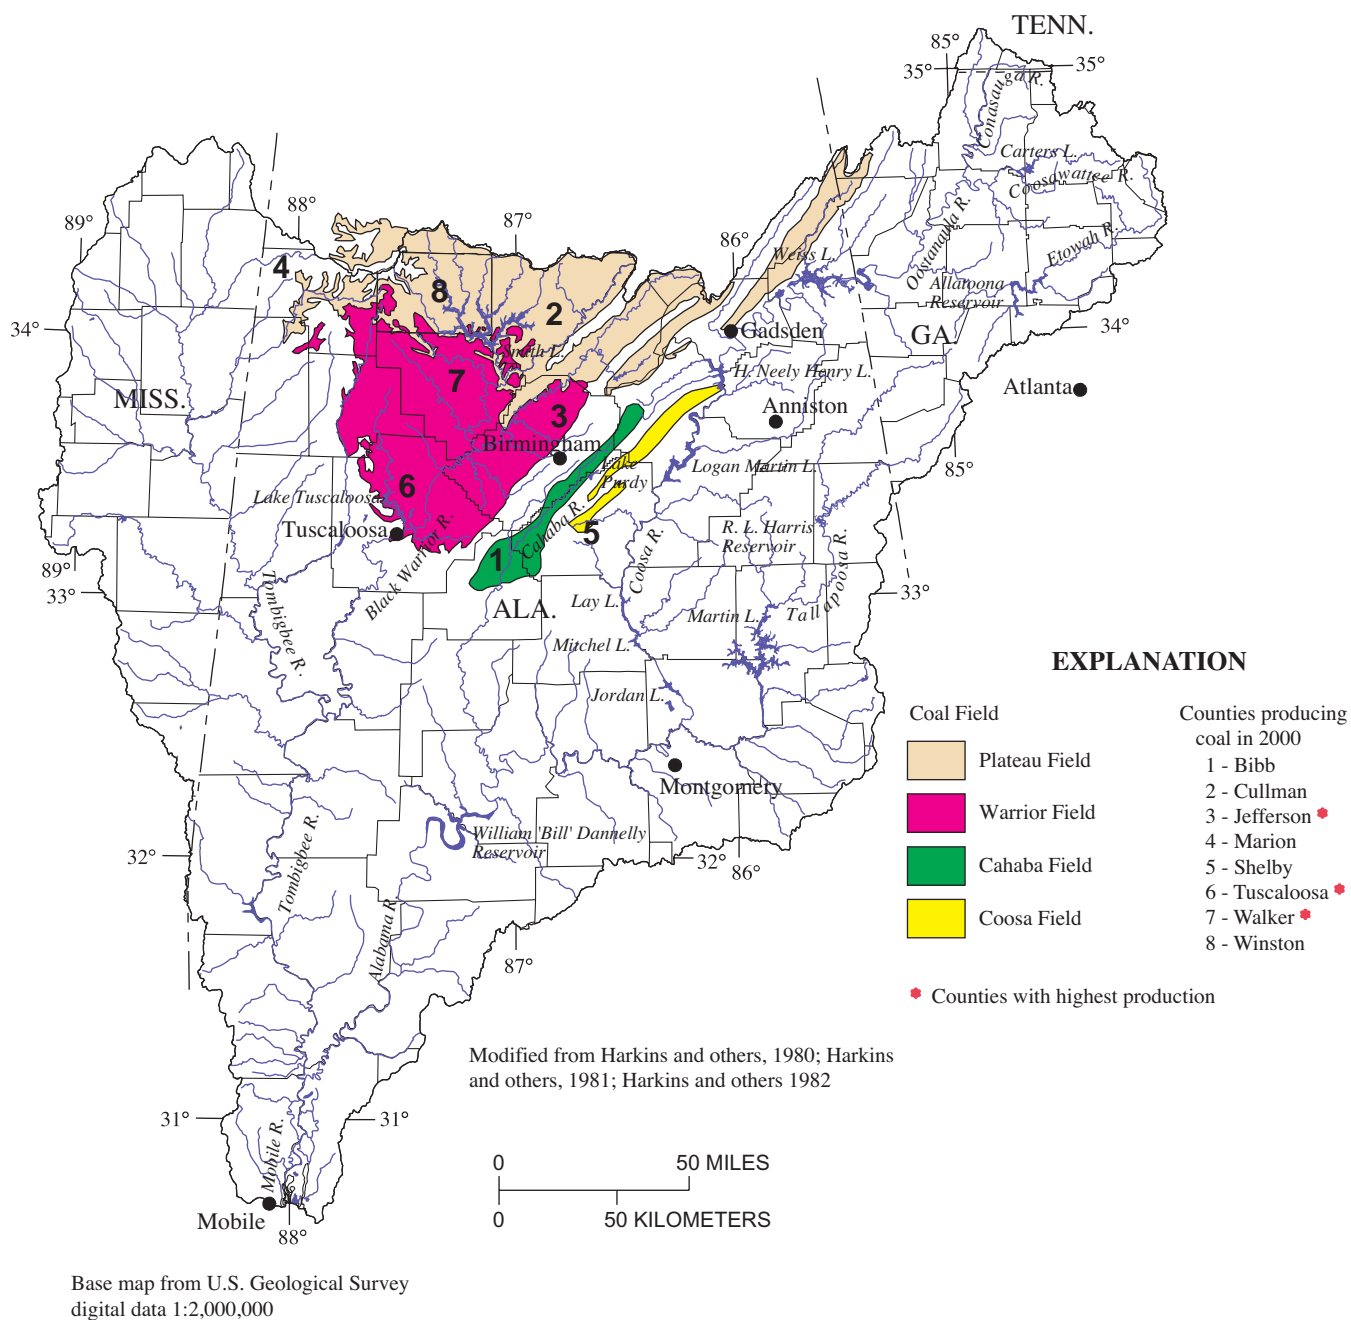 TENN.
85°
35°
35°
Conasauga R.
Carters L.
Coosawattee R.
88°
87°
89°
86°
Oostanaula R.
Etowah R.
Weiss L.
4
8
2
Allatoona
Reservoir
34°
Gadsden
GA.
34°
Smith L.
H. Neely Henry L.
7
MISS.
Atlanta
3
Anniston
Birmingham
Lake
Purdy
Logan Martin L.
85°
6
Lake Tuscaloosa
Tuscaloosa
Black Warrior R.
Cahaba R.
5
R. L. Harris
Reservoir
1
Coosa R.
Tallapoosa R.
89°
33°
33°
Tombigbee R.
ALA.
Lay L.
Martin L.
Mitchel L.
Jordan L.
Montgomery
William 'Bill' Dannelly
Reservoir
32°
32°
86°
Tombigbee R.
Alabama R.
87°
31°
31°
Mobile R.
Mobile
88°
EXPLANATION
Coal Field
Plateau Field
Warrior Field
Cahaba Field
Coosa Field
Counties producing
coal in 2000
1 - Bibb
2 - Cullman
3 - Jefferson *
4 - Marion
5 - Shelby
6 - Tuscaloosa *
7 - Walker *
8 - Winston
* Counties with highest production
Modified from Harkins and others, 1980; Harkins
and others, 1981; Harkins and others 1982
0 50 MILES
0 50 KILOMETERS
Base map from U.S. Geological Survey
digital data 1:2,000,000